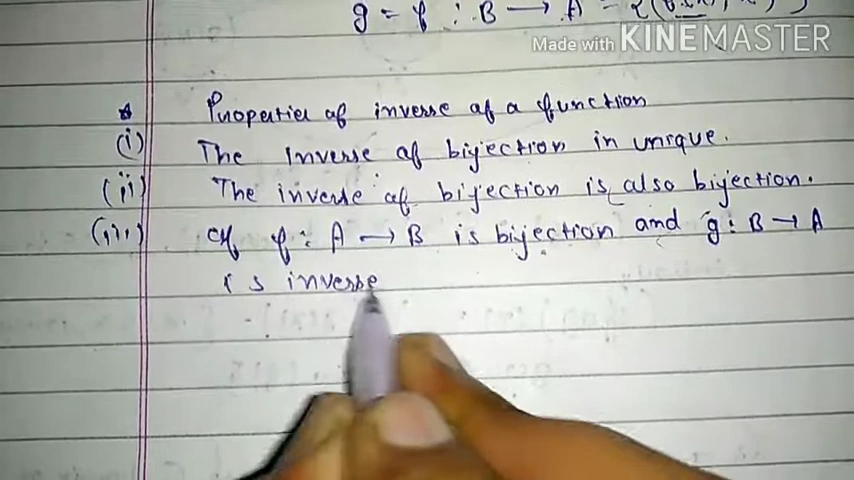 g = f : B → A =
Made with KINEMASTER
Properties of inverse of a function
(i) The inverse of bijection in unique.
(ii) The inverse of bijection is also bijection.
(iii) If f : A → B is bijection and g : B → A
is inverse